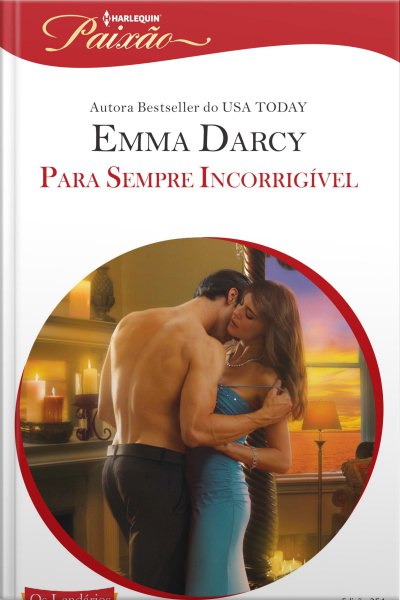 HARLEQUIN
Paixão
Autora Bestseller do USA TODAY
EMMA DARCY
PARA SEMPRE INCORRIGÍVEL